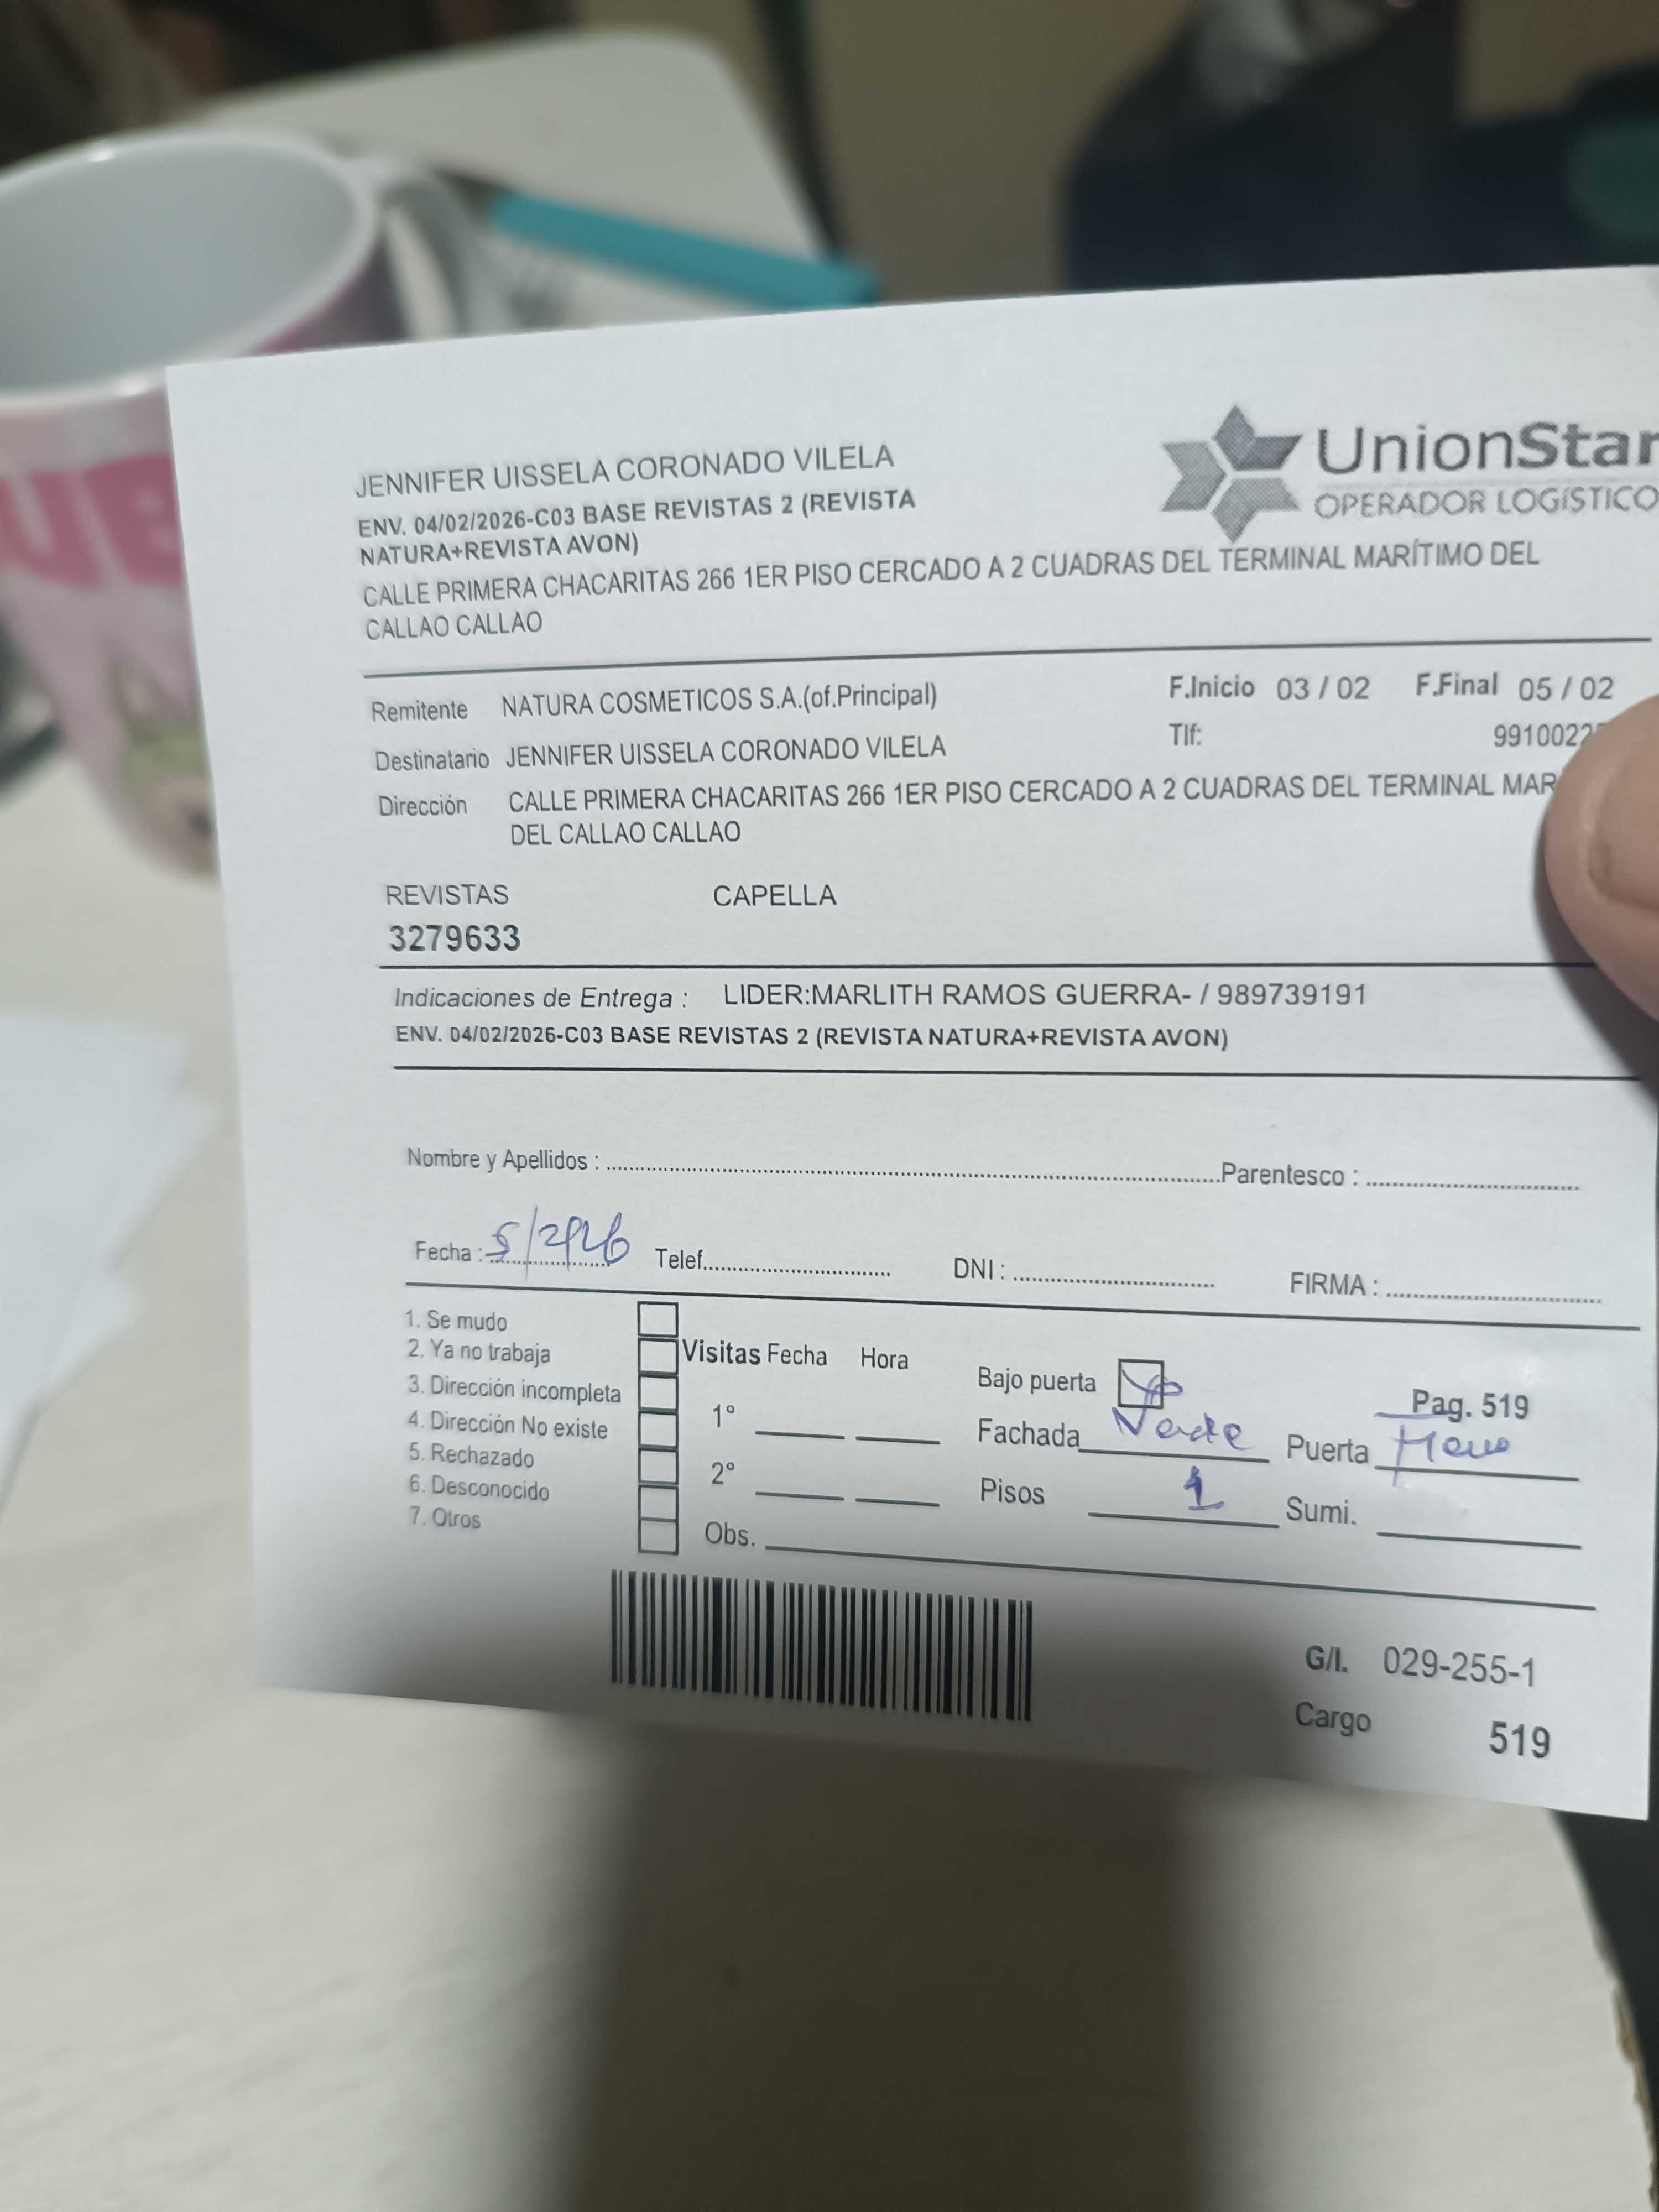 UB
JENNIFER UISSELA CORONADO VILELA
ENV. 04/02/2026-C03 BASE REVISTAS 2 (REVISTA
NATURA+REVISTA AVON)
CALLE PRIMERA CHACARITAS 266 1ER PISO CERCADO A 2 CUADRAS DEL TERMINAL MARÍTIMO DEL
CALLAO CALLAO
UnionStar
OPERADOR LOGÍSTICO
Remitente NATURA COSMETICOS S.A.(of.Principal) F.Inicio 03 / 02 F.Final 05 / 02
Destinatario JENNIFER UISSELA CORONADO VILELA Tlf: 9910022
Dirección CALLE PRIMERA CHACARITAS 266 1ER PISO CERCADO A 2 CUADRAS DEL TERMINAL MAR
DEL CALLAO CALLAO
REVISTAS CAPELLA
3279633
Indicaciones de Entrega : LIDER:MARLITH RAMOS GUERRA- / 989739191
ENV. 04/02/2026-C03 BASE REVISTAS 2 (REVISTA NATURA+REVISTA AVON)
Nombre y Apellidos : Parentesco :
Fecha : 5/2/26 Telef. DNI : FIRMA :
1. Se mudo
2. Ya no trabaja
3. Dirección incompleta
4. Dirección No existe
5. Rechazado
6. Desconocido
7. Otros
Visitas Fecha Hora
1°
2°
Obs.
Bajo puerta Pag. 519
Fachada Verde Puerta
Pisos 1 Sumi.
G/I. 029-255-1
Cargo 519